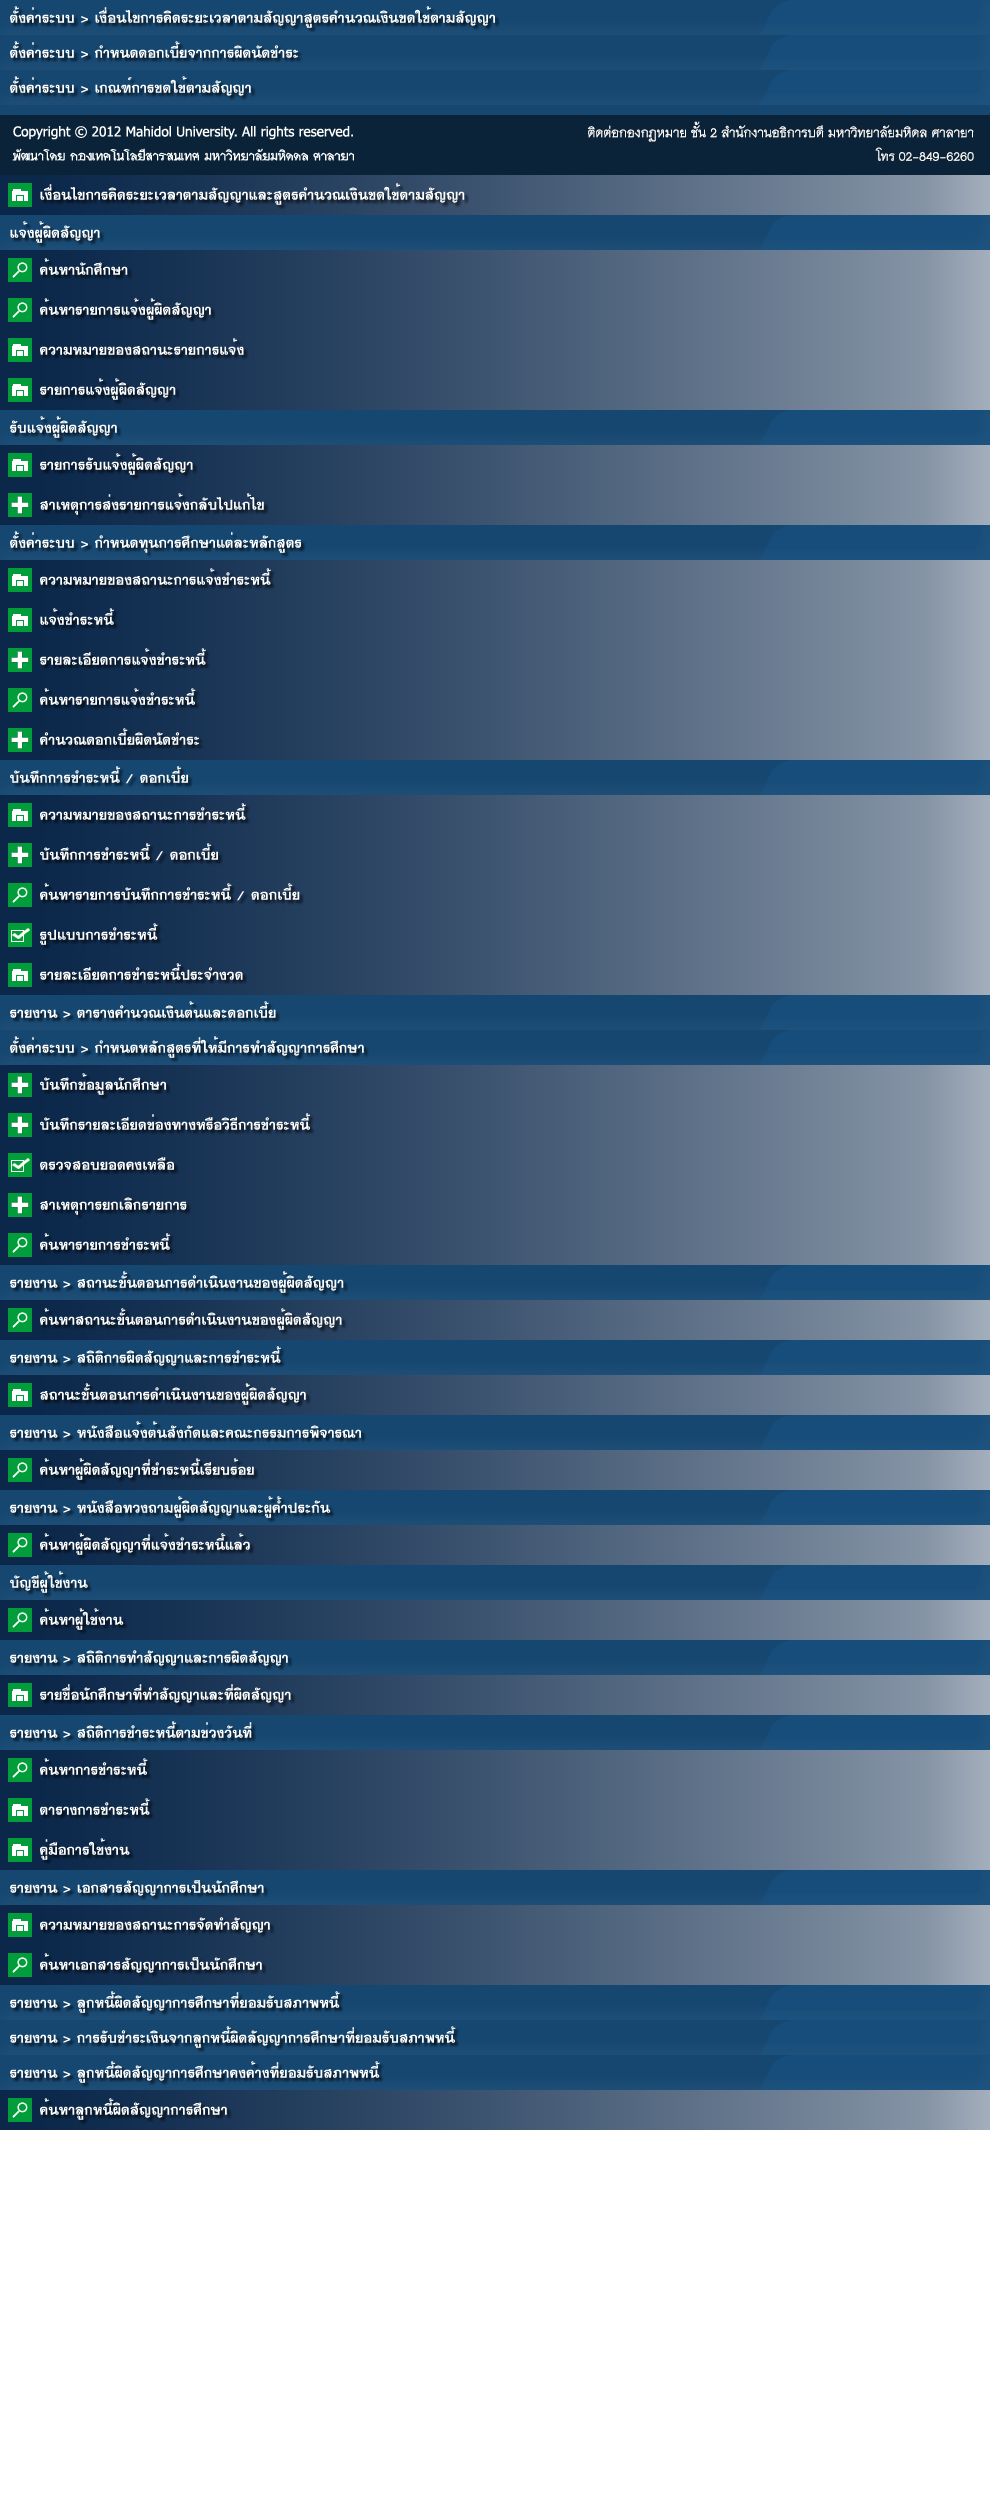 ตั้งค่าระบบ > เงื่อนไขการคิดระยะเวลาตามสัญญาสูตรคำนวณเงินชดใช้ตามสัญญา
ตั้งค่าระบบ > กำหนดดอกเบี้ยจากการผิดนัดชำระ
ตั้งค่าระบบ > เกณฑ์การชดใช้ตามสัญญา
Copyright © 2012 Mahidol University. All rights reserved.
ติดต่อกองกฎหมาย ชั้น 2 สำนักงานอธิการบดี มหาวิทยาลัยมหิดล ศาลายา
พัฒนาโดย กองเทคโนโลยีสารสนเทศ มหาวิทยาลัยมหิดล ศาลายา
โทร 02-849-6260
เงื่อนไขการคิดระยะเวลาตามสัญญาและสูตรคำนวณเงินชดใช้ตามสัญญา
แจ้งผู้ผิดสัญญา
ค้นหานักศึกษา
ค้นหารายการแจ้งผู้ผิดสัญญา
ความหมายของสถานะรายการแจ้ง
รายการแจ้งผู้ผิดสัญญา
รับแจ้งผู้ผิดสัญญา
รายการรับแจ้งผู้ผิดสัญญา
สาเหตุการส่งรายการแจ้งกลับไปแก้ไข
ตั้งค่าระบบ > กำหนดทุนการศึกษาแต่ละหลักสูตร
ความหมายของสถานะการแจ้งชำระหนี้
แจ้งชำระหนี้
รายละเอียดการแจ้งชำระหนี้
ค้นหารายการแจ้งชำระหนี้
คำนวณดอกเบี้ยผิดนัดชำระ
บันทึกการชำระหนี้ / ดอกเบี้ย
ความหมายของสถานะการชำระหนี้
บันทึกการชำระหนี้ / ดอกเบี้ย
ค้นหารายการบันทึกการชำระหนี้ / ดอกเบี้ย
รูปแบบการชำระหนี้
รายละเอียดการชำระหนี้ประจำงวด
รายงาน > ตารางคำนวณเงินต้นและดอกเบี้ย
ตั้งค่าระบบ > กำหนดหลักสูตรที่ให้มีการทำสัญญาการศึกษา
บันทึกข้อมูลนักศึกษา
บันทึกรายละเอียดช่องทางหรือวิธีการชำระหนี้
ตรวจสอบยอดคงเหลือ
สาเหตุการยกเลิกรายการ
ค้นหารายการชำระหนี้
รายงาน > สถานะขั้นตอนการดำเนินงานของผู้ผิดสัญญา
ค้นหาสถานะขั้นตอนการดำเนินงานของผู้ผิดสัญญา
รายงาน > สถิติการผิดสัญญาและการชำระหนี้
สถานะขั้นตอนการดำเนินงานของผู้ผิดสัญญา
รายงาน > หนังสือแจ้งต้นสังกัดและคณะกรรมการพิจารณา
ค้นหาผู้ผิดสัญญาที่ชำระหนี้เรียบร้อย
รายงาน > หนังสือทวงถามผู้ผิดสัญญาและผู้ค้ำประกัน
ค้นหาผู้ผิดสัญญาที่แจ้งชำระหนี้แล้ว
บัญชีผู้ใช้งาน
ค้นหาผู้ใช้งาน
รายงาน > สถิติการทำสัญญาและการผิดสัญญา
รายชื่อนักศึกษาที่ทำสัญญาและที่ผิดสัญญา
รายงาน > สถิติการชำระหนี้ตามช่วงวันที่
ค้นหาการชำระหนี้
ตารางการชำระหนี้
คู่มือการใช้งาน
รายงาน > เอกสารสัญญาการเป็นนักศึกษา
ความหมายของสถานะการจัดทำสัญญา
ค้นหาเอกสารสัญญาการเป็นนักศึกษา
รายงาน > ลูกหนี้ผิดสัญญาการศึกษาที่ยอมรับสภาพหนี้
รายงาน > การรับชำระเงินจากลูกหนี้ผิดสัญญาการศึกษาที่ยอมรับสภาพหนี้
รายงาน > ลูกหนี้ผิดสัญญาการศึกษาคงค้างที่ยอมรับสภาพหนี้
ค้นหาลูกหนี้ผิดสัญญาการศึกษา